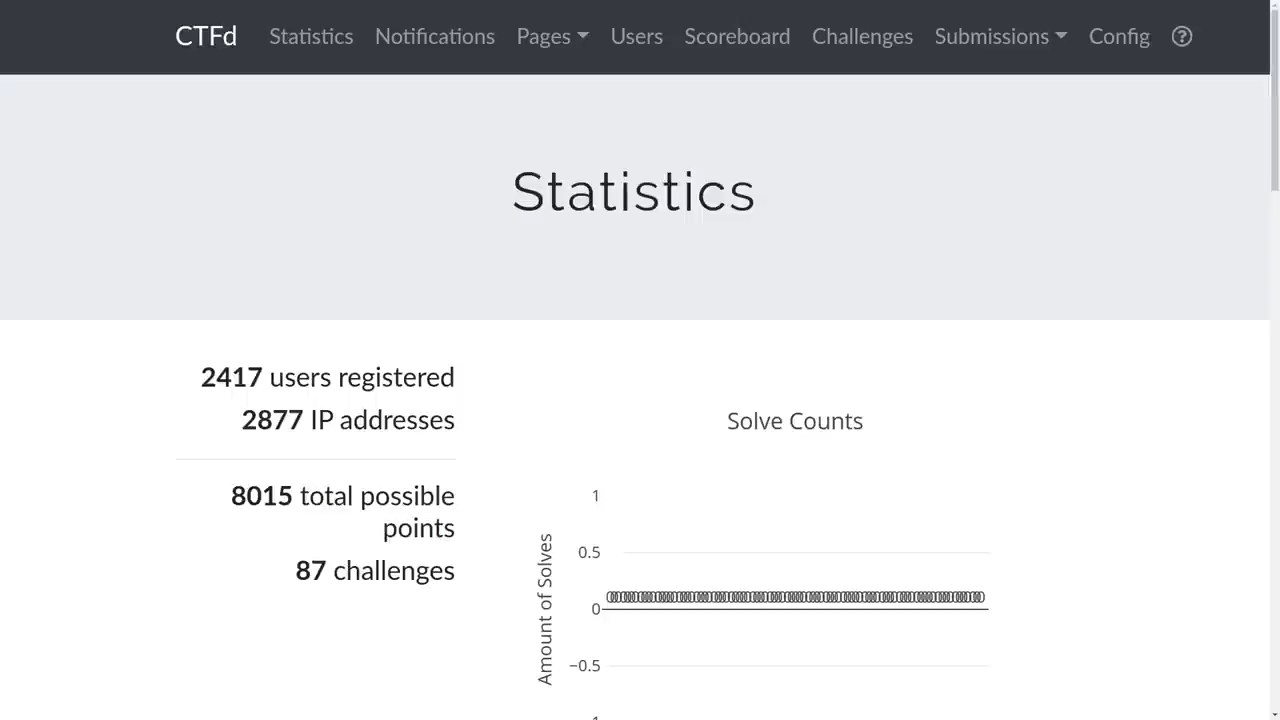 CTFd Statistics Notifications Pages Users Scoreboard Challenges Submissions Config
Statistics
2417 users registered
2877 IP addresses
8015 total possible
points
87 challenges
Solve Counts
Amount of Solves
1
0.5
0
−0.5